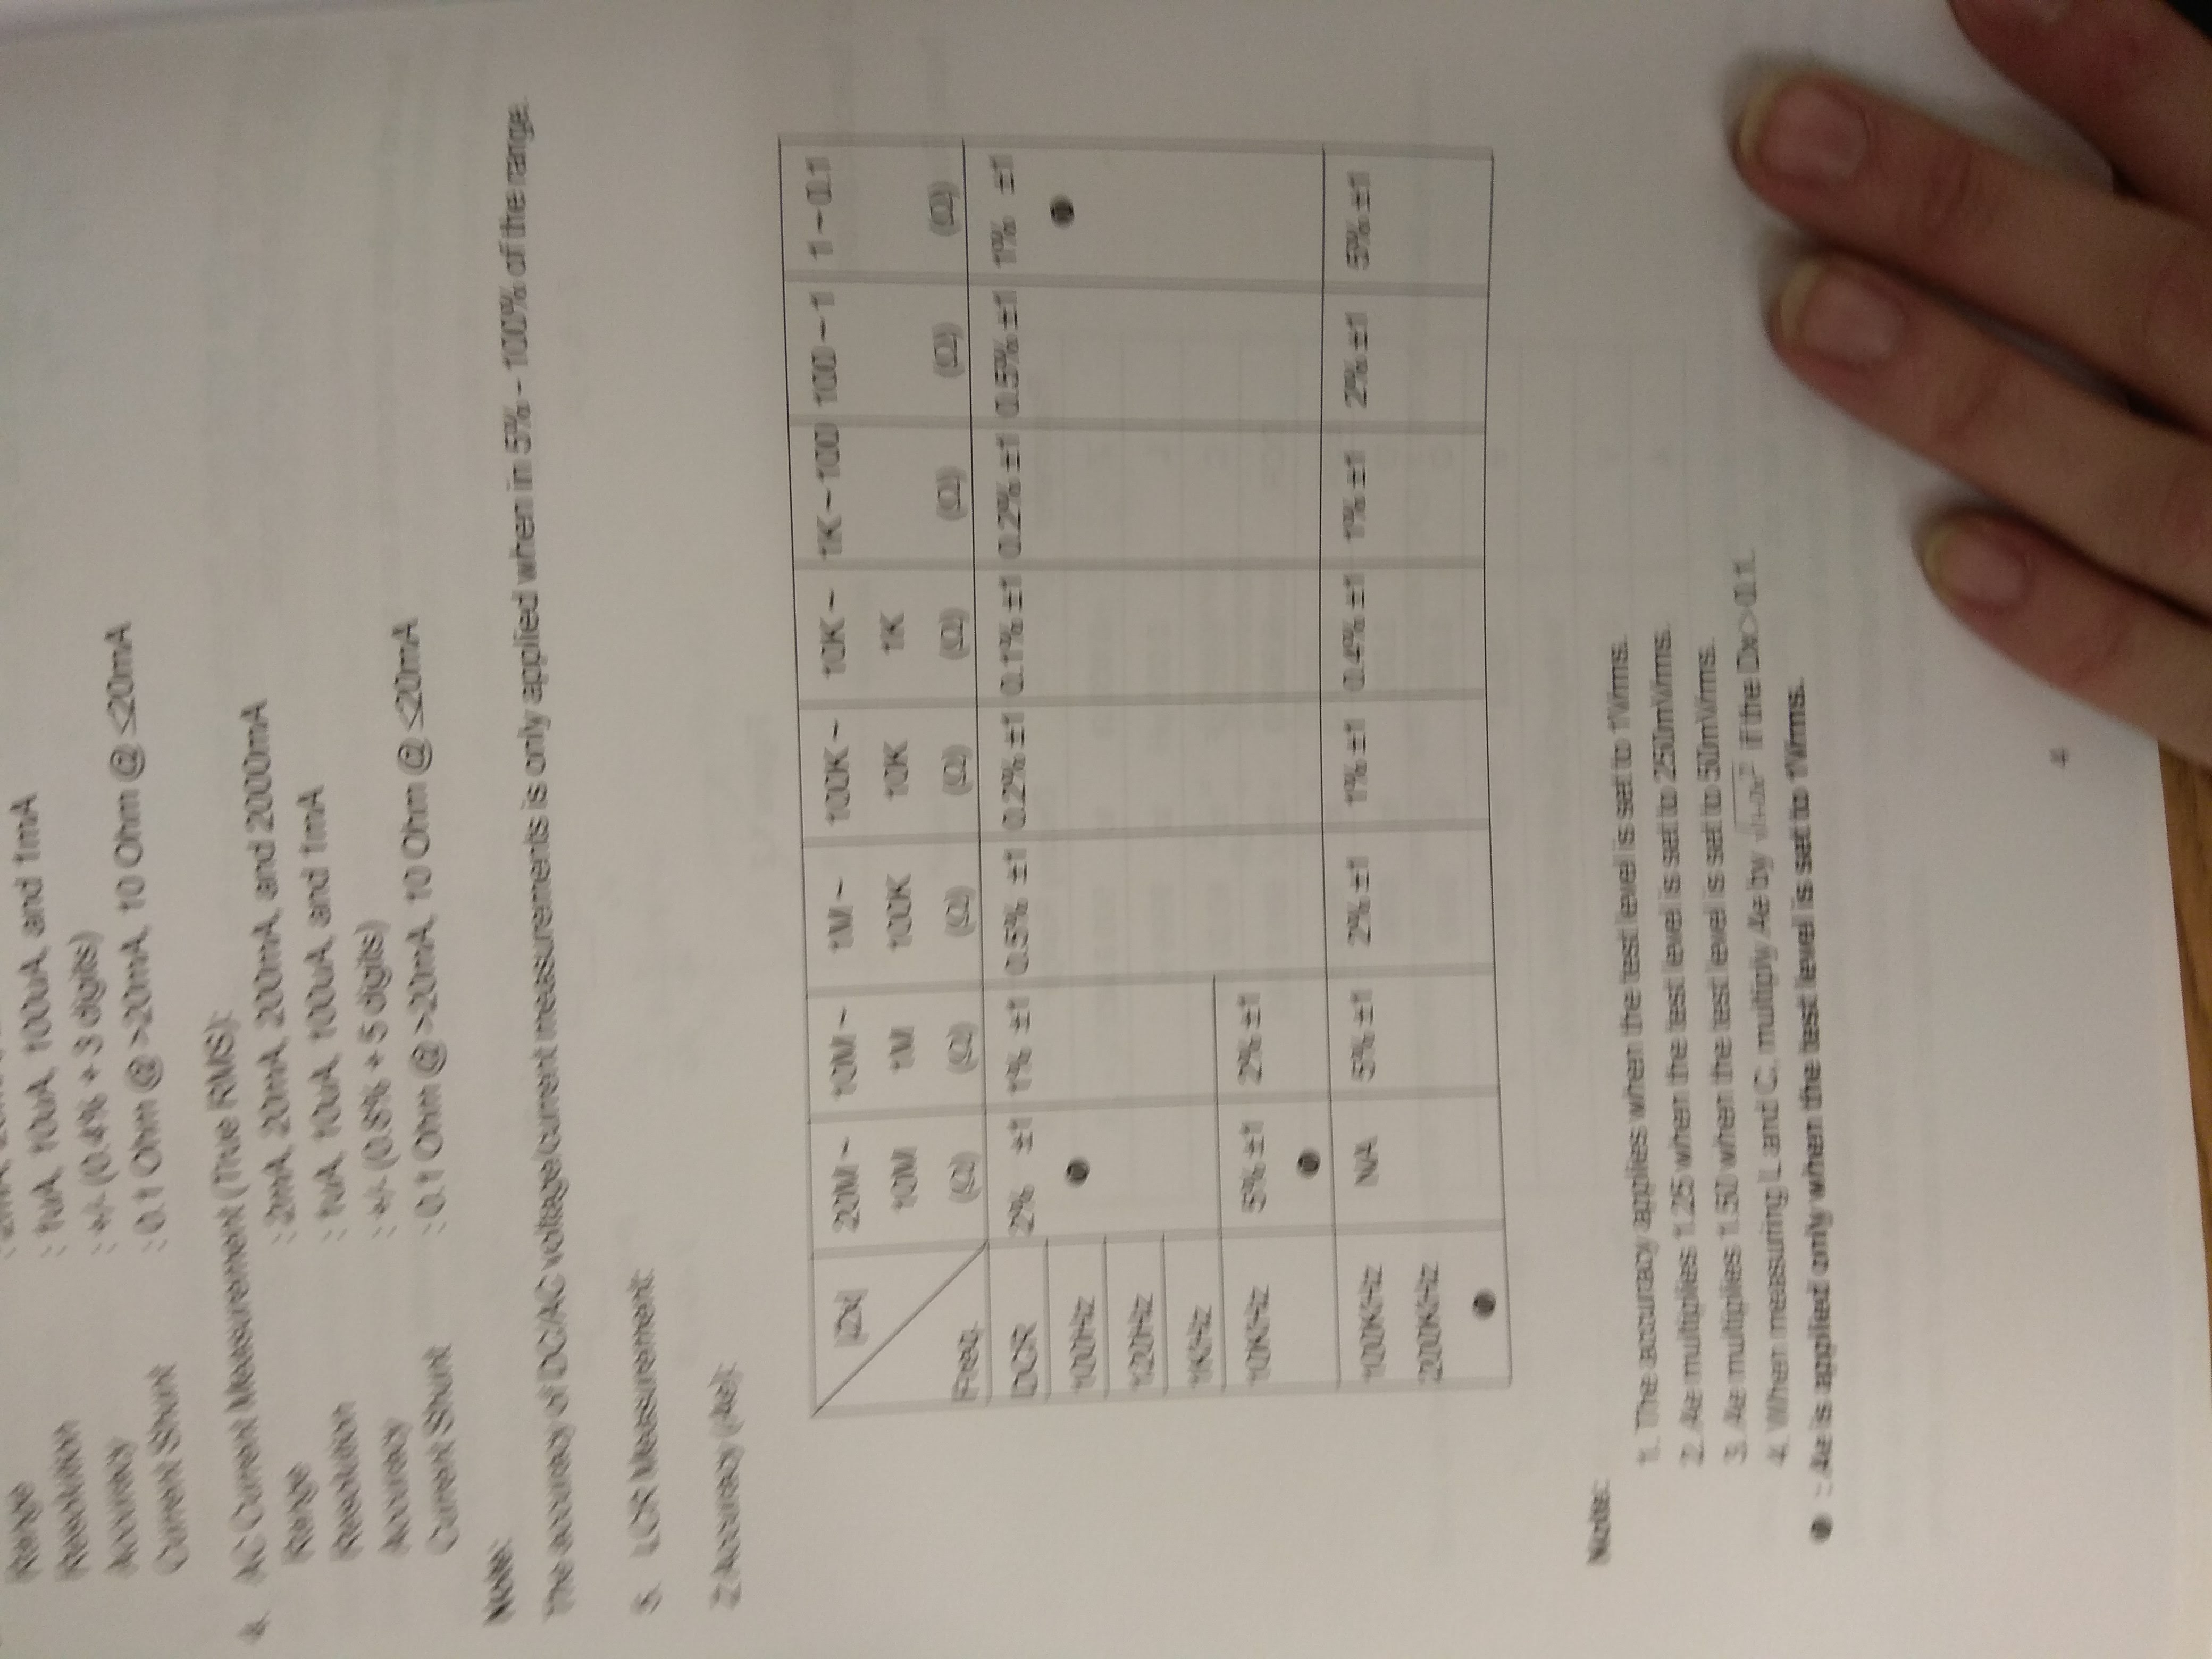 Range : 2mA, 20mA,
Resolution : 1uA, 10uA, 100uA, and 1mA
Accuracy : +/- (0.4% + 3 digits)
Current Shunt : 0.1 Ohm @ >20mA, 10 Ohm @ ≤20mA
4. AC Current Measurement (True RMS):
Range : 2mA, 20mA, 200mA, and 2000mA
Resolution : 1uA, 10uA, 100uA, and 1mA
Accuracy : +/- (0.8% + 5 digits)
Current Shunt : 0.1 Ohm @ >20mA, 10 Ohm @ ≤20mA
Note:
The accuracy of DC/AC voltage/current measurements is only applied when in 5% - 100% of the range.
5. LCR Measurement:
Z Accuracy (Ae):
|Zx| 20M ~ 10M ~ 1M ~ 100K ~ 10K ~ 1K ~ 100 100 ~ 1 1 ~ 0.1
10M 1M 100K 10K 1K
Freq. (Ω) (Ω) (Ω) (Ω) (Ω) (Ω) (Ω) (Ω)
DCR 2% ±1 1% ±1 0.5% ±1 0.2% ±1 0.1% ±1 0.2% ±1 0.5% ±1 1% ±1
100Hz ● ●
120Hz
1KHz
10KHz 5% ±1 2% ±1
●
100KHz NA 5% ±1 2% ±1 1% ±1 0.4% ±1 1% ±1 2% ±1 5% ±1
200KHz
●
Note:
1. The accuracy applies when the test level is set to 1Vrms.
2. Ae multiplies 1.25 when the test level is set to 250mVrms.
3. Ae multiplies 1.50 when the test level is set to 50mVrms.
4. When measuring L and C, multiply Ae by √1+Dx² if the Dx>0.1.
● : Ae is applied only when the test level is set to 1Vrms.
4